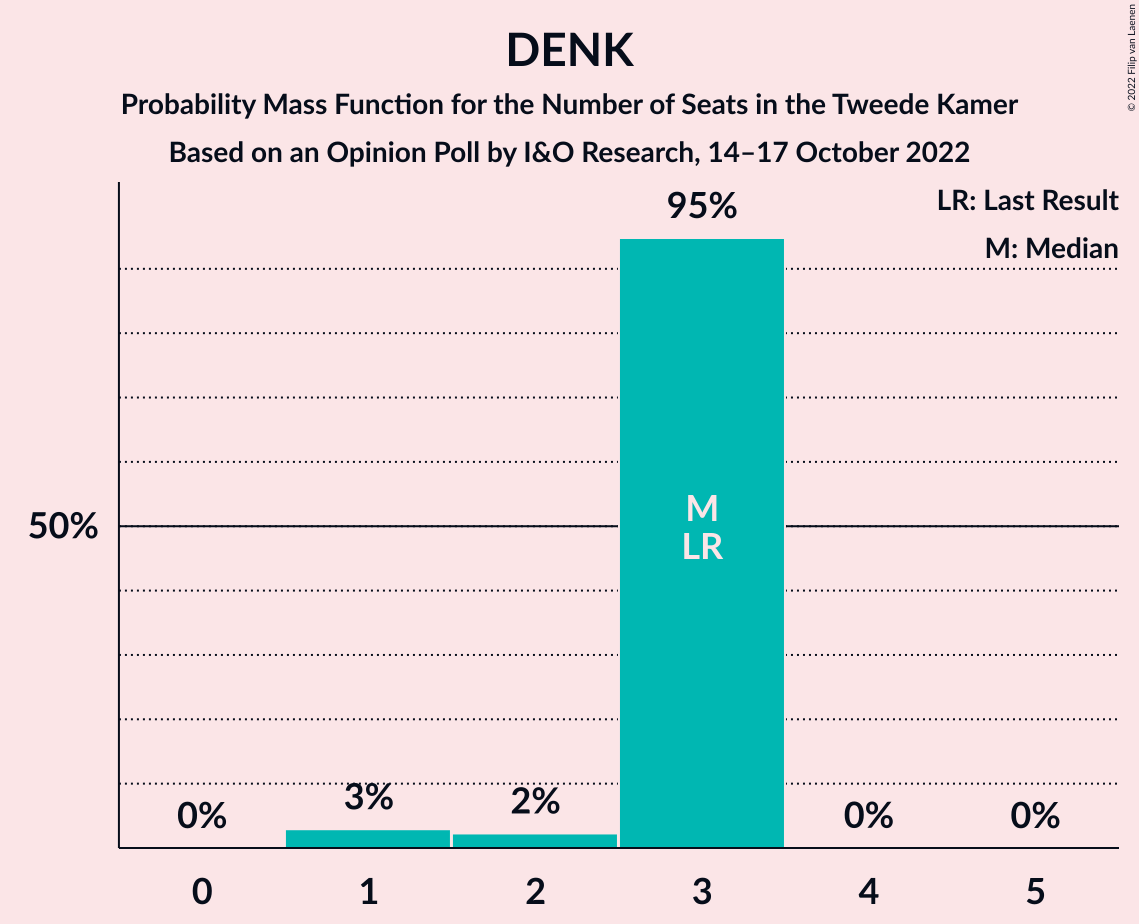 DENK
Probability Mass Function for the Number of Seats in the Tweede Kamer
Based on an Opinion Poll by I&O Research, 14–17 October 2022
© 2022 Filip van Laenen
LR: Last Result
M: Median
95%
50%
M
LR
0%
3%
2%
0%
0%
0
1
2
3
4
5